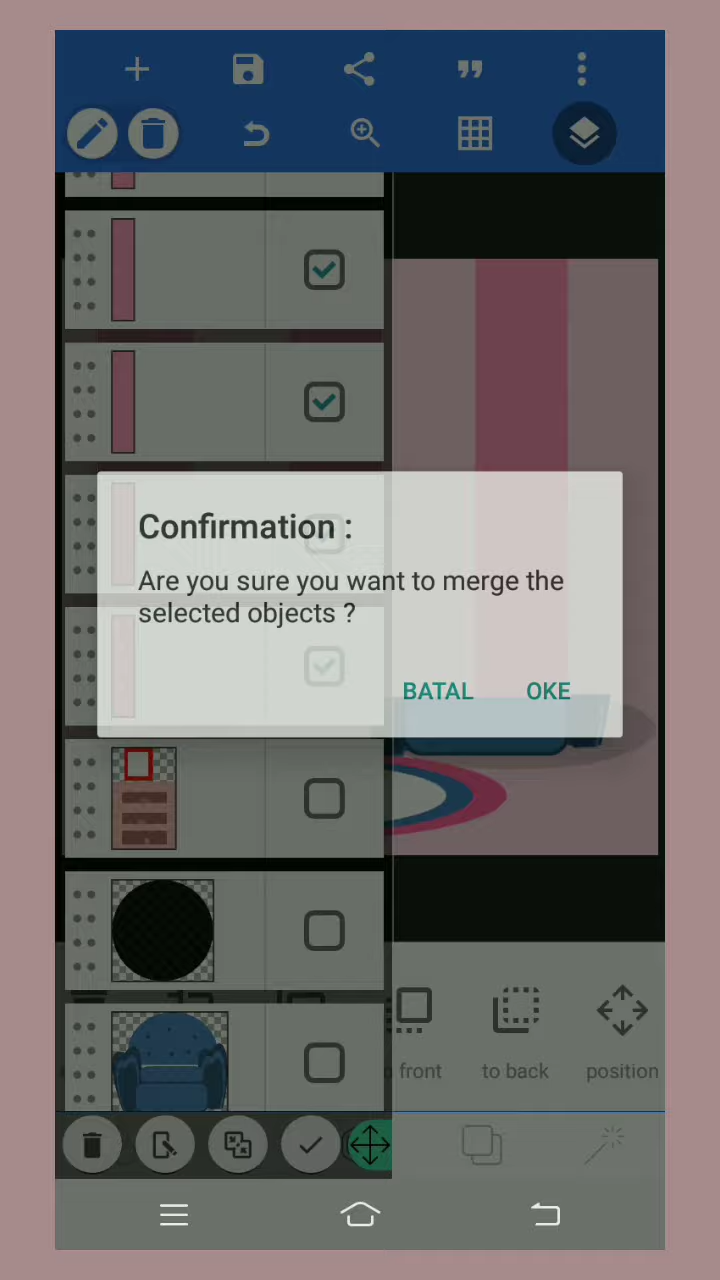 Confirmation :
Are you sure you want to merge the
selected objects ?
BATAL OKE
front to back position